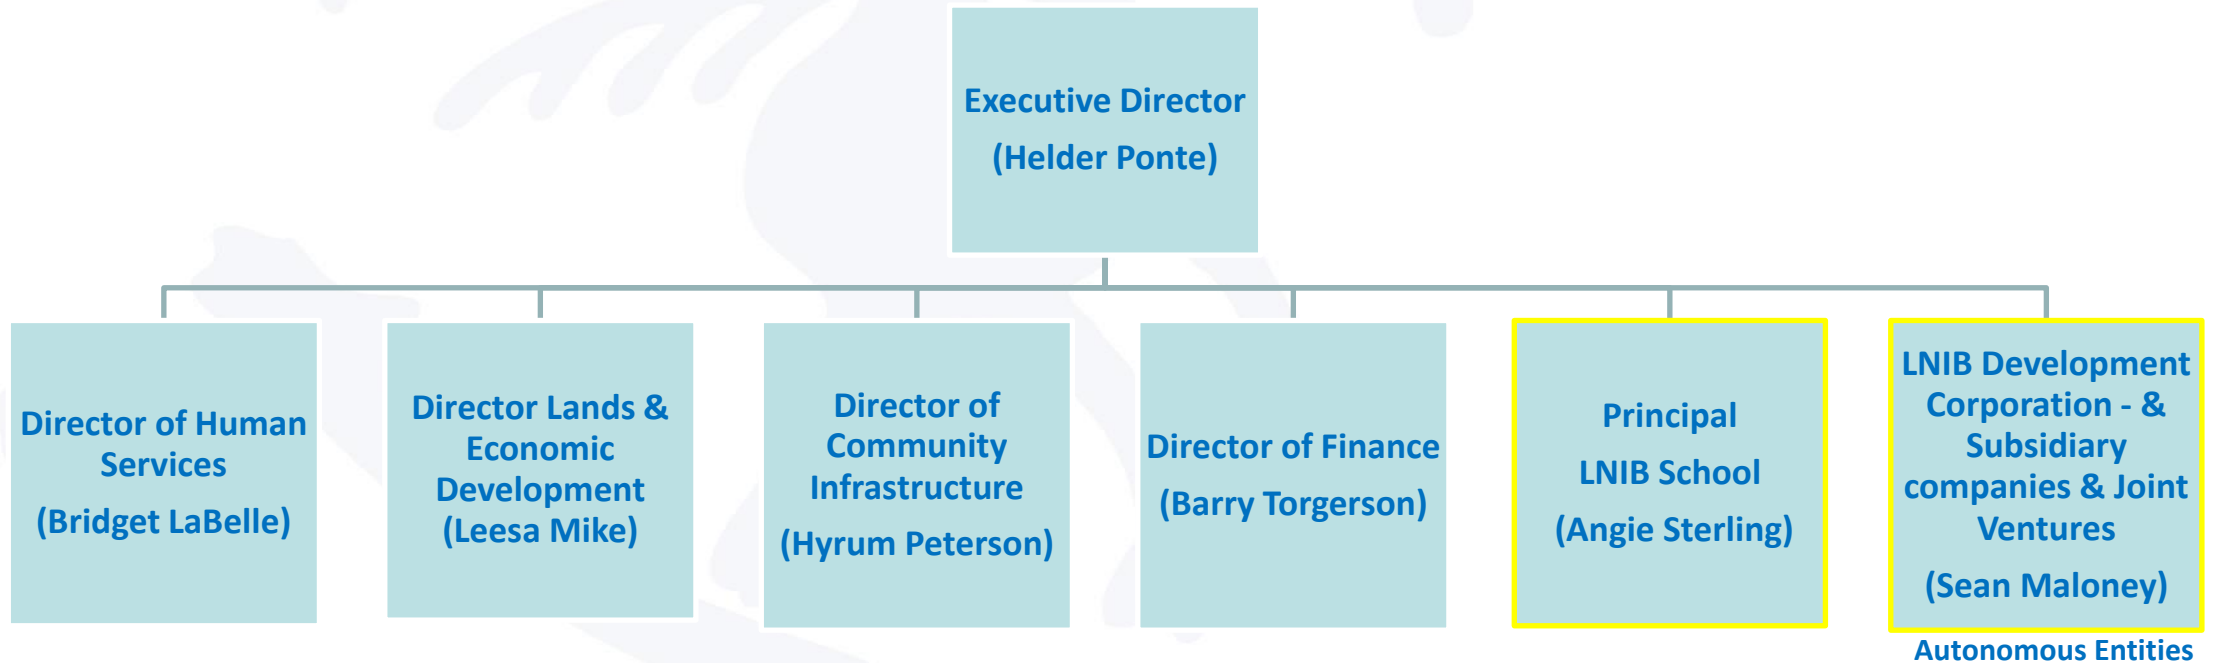 Executive Director
(Helder Ponte)
Director of Human
Services
(Bridget LaBelle)
Director Lands &
Economic
Development
(Leesa Mike)
Director of
Community
Infrastructure
(Hyrum Peterson)
Director of Finance
(Barry Torgerson)
Principal
LNIB School
(Angie Sterling)
LNIB Development
Corporation - &
Subsidiary
companies & Joint
Ventures
(Sean Maloney)
Autonomous Entities